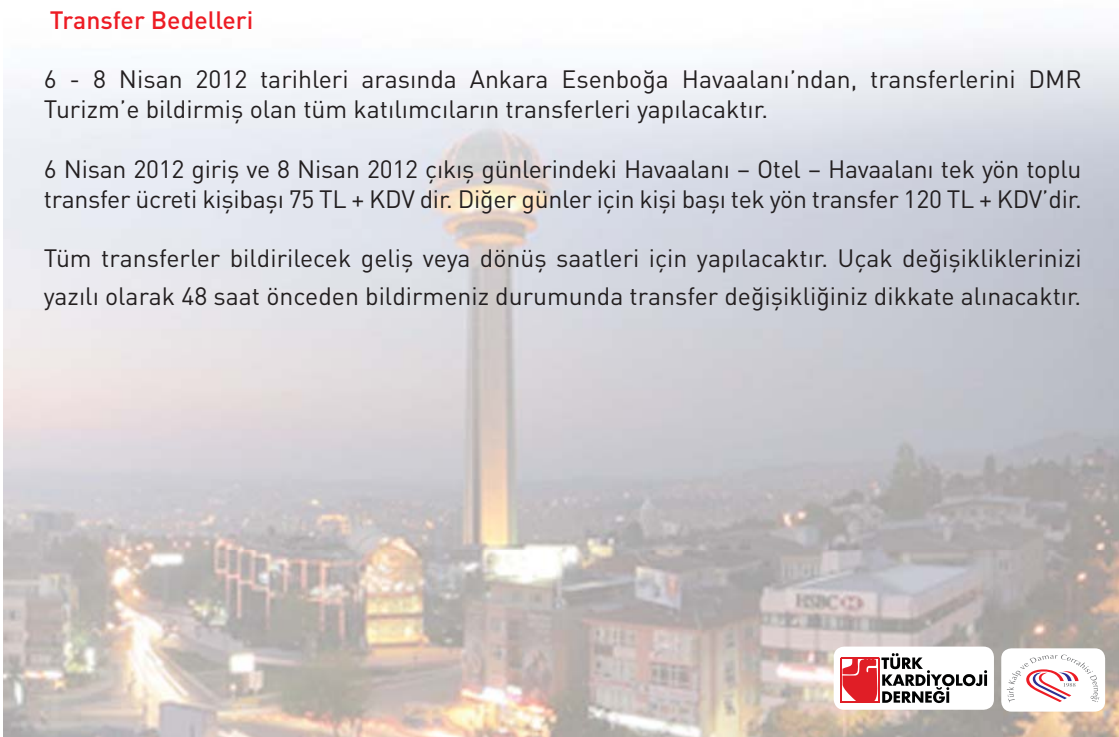 Transfer Bedelleri
6 - 8 Nisan 2012 tarihleri arasında Ankara Esenboğa Havaalanı’ndan, transferlerini DMR
Turizm’e bildirmiş olan tüm katılımcıların transferleri yapılacaktır.
6 Nisan 2012 giriş ve 8 Nisan 2012 çıkış günlerindeki Havaalanı – Otel – Havaalanı tek yön toplu
transfer ücreti kişibaşı 75 TL + KDV dir. Diğer günler için kişi başı tek yön transfer 120 TL + KDV’dir.
Tüm transferler bildirilecek geliş veya dönüş saatleri için yapılacaktır. Uçak değişikliklerinizi
yazılı olarak 48 saat önceden bildirmeniz durumunda transfer değişikliğiniz dikkate alınacaktır.
HSBC
TÜRK
KARDİYOLOJİ
DERNEĞİ
Türk Kalp ve Damar Cerrahisi Derneği
1988